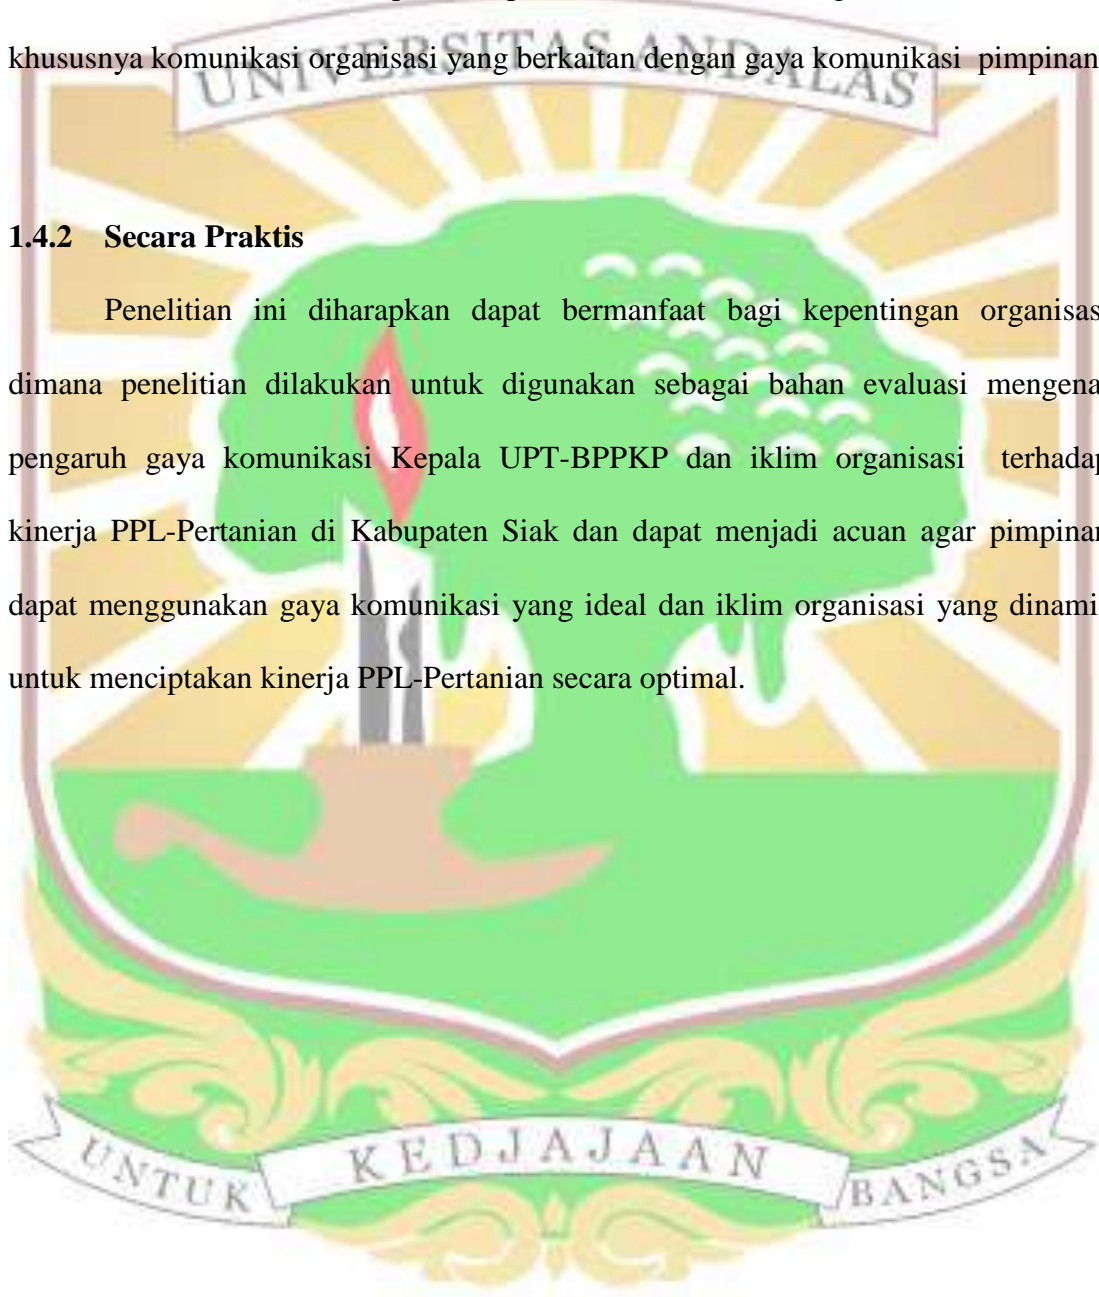 khususnya komunikasi organisasi yang berkaitan dengan gaya komunikasi pimpinan
UNIVERSITAS ANDALAS
1.4.2 Secara Praktis
Penelitian ini diharapkan dapat bermanfaat bagi kepentingan organisas
dimana penelitian dilakukan untuk digunakan sebagai bahan evaluasi mengena
pengaruh gaya komunikasi Kepala UPT-BPPKP dan iklim organisasi terhadap
kinerja PPL-Pertanian di Kabupaten Siak dan dapat menjadi acuan agar pimpinan
dapat menggunakan gaya komunikasi yang ideal dan iklim organisasi yang dinami
untuk menciptakan kinerja PPL-Pertanian secara optimal.
UNTUK KEDJAJAAN BANGSA